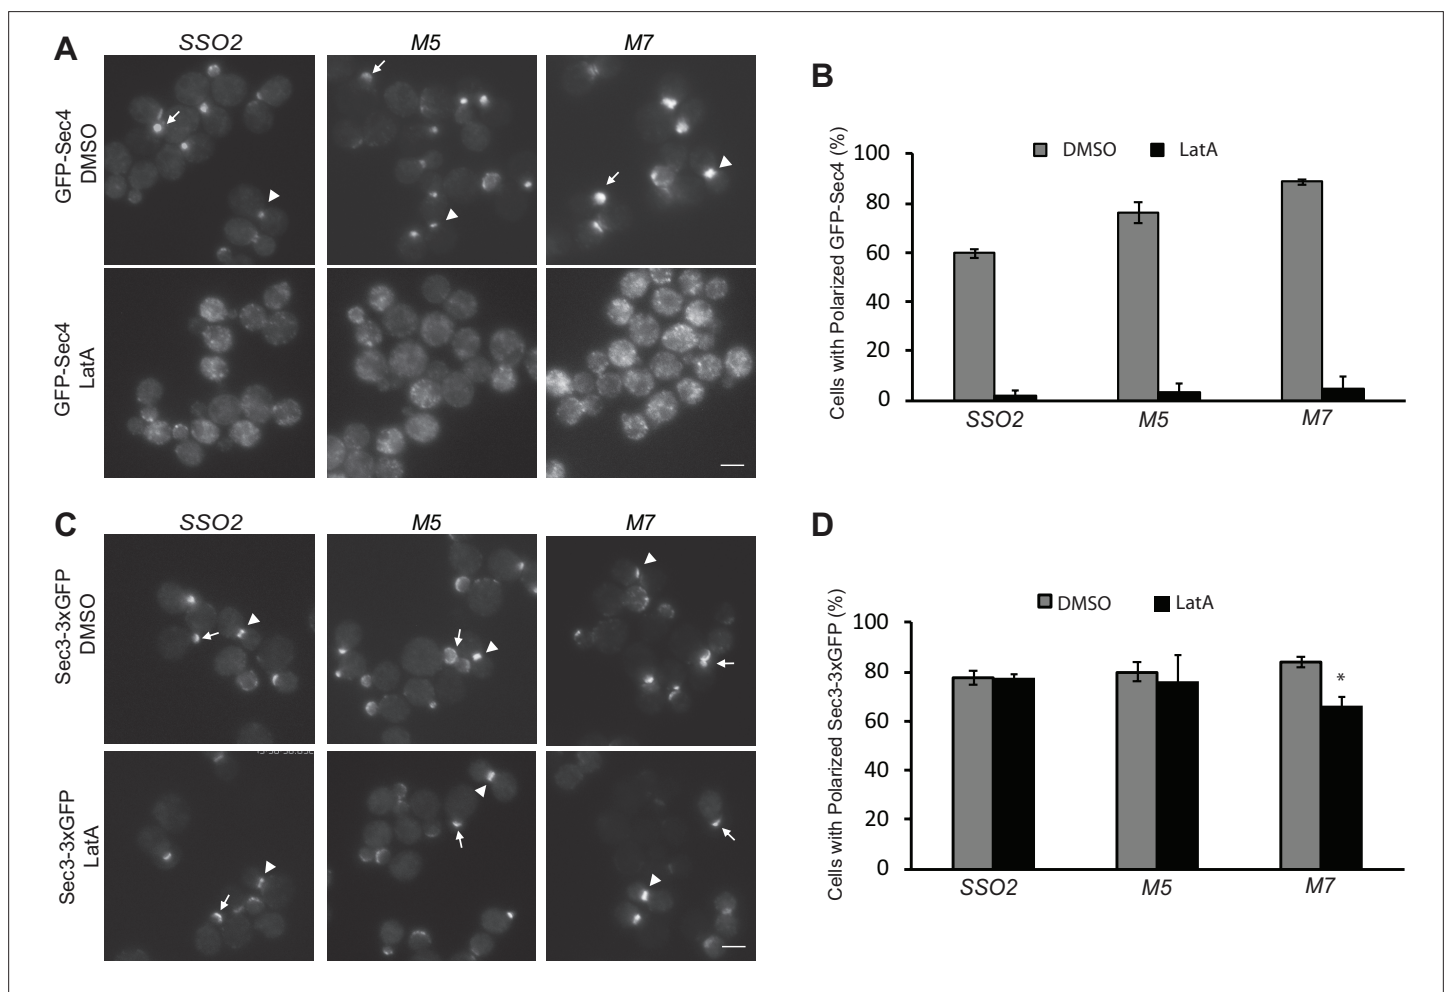 A
SSO2
M5
M7
GFP-Sec4
DMSO
GFP-Sec4
LatA
B
DMSO
LatA
Cells with Polarized GFP-Sec4 (%)
100
80
60
40
20
0
SSO2
M5
M7
C
SSO2
M5
M7
Sec3-3xGFP
DMSO
Sec3-3xGFP
LatA
D
DMSO
LatA
Cells with Polarized Sec3-3xGFP (%)
100
80
60
40
20
0
*
SSO2
M5
M7